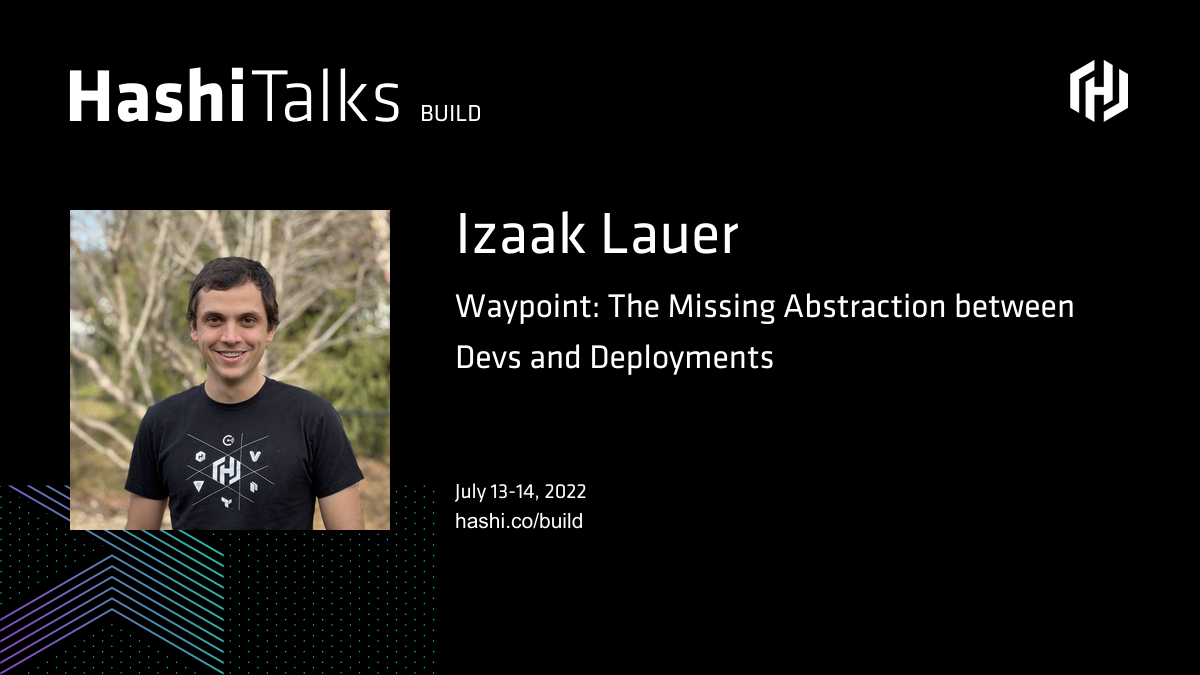 HashiTalks BUILD
Izaak Lauer
Waypoint: The Missing Abstraction between
Devs and Deployments
July 13-14, 2022
hashi.co/build